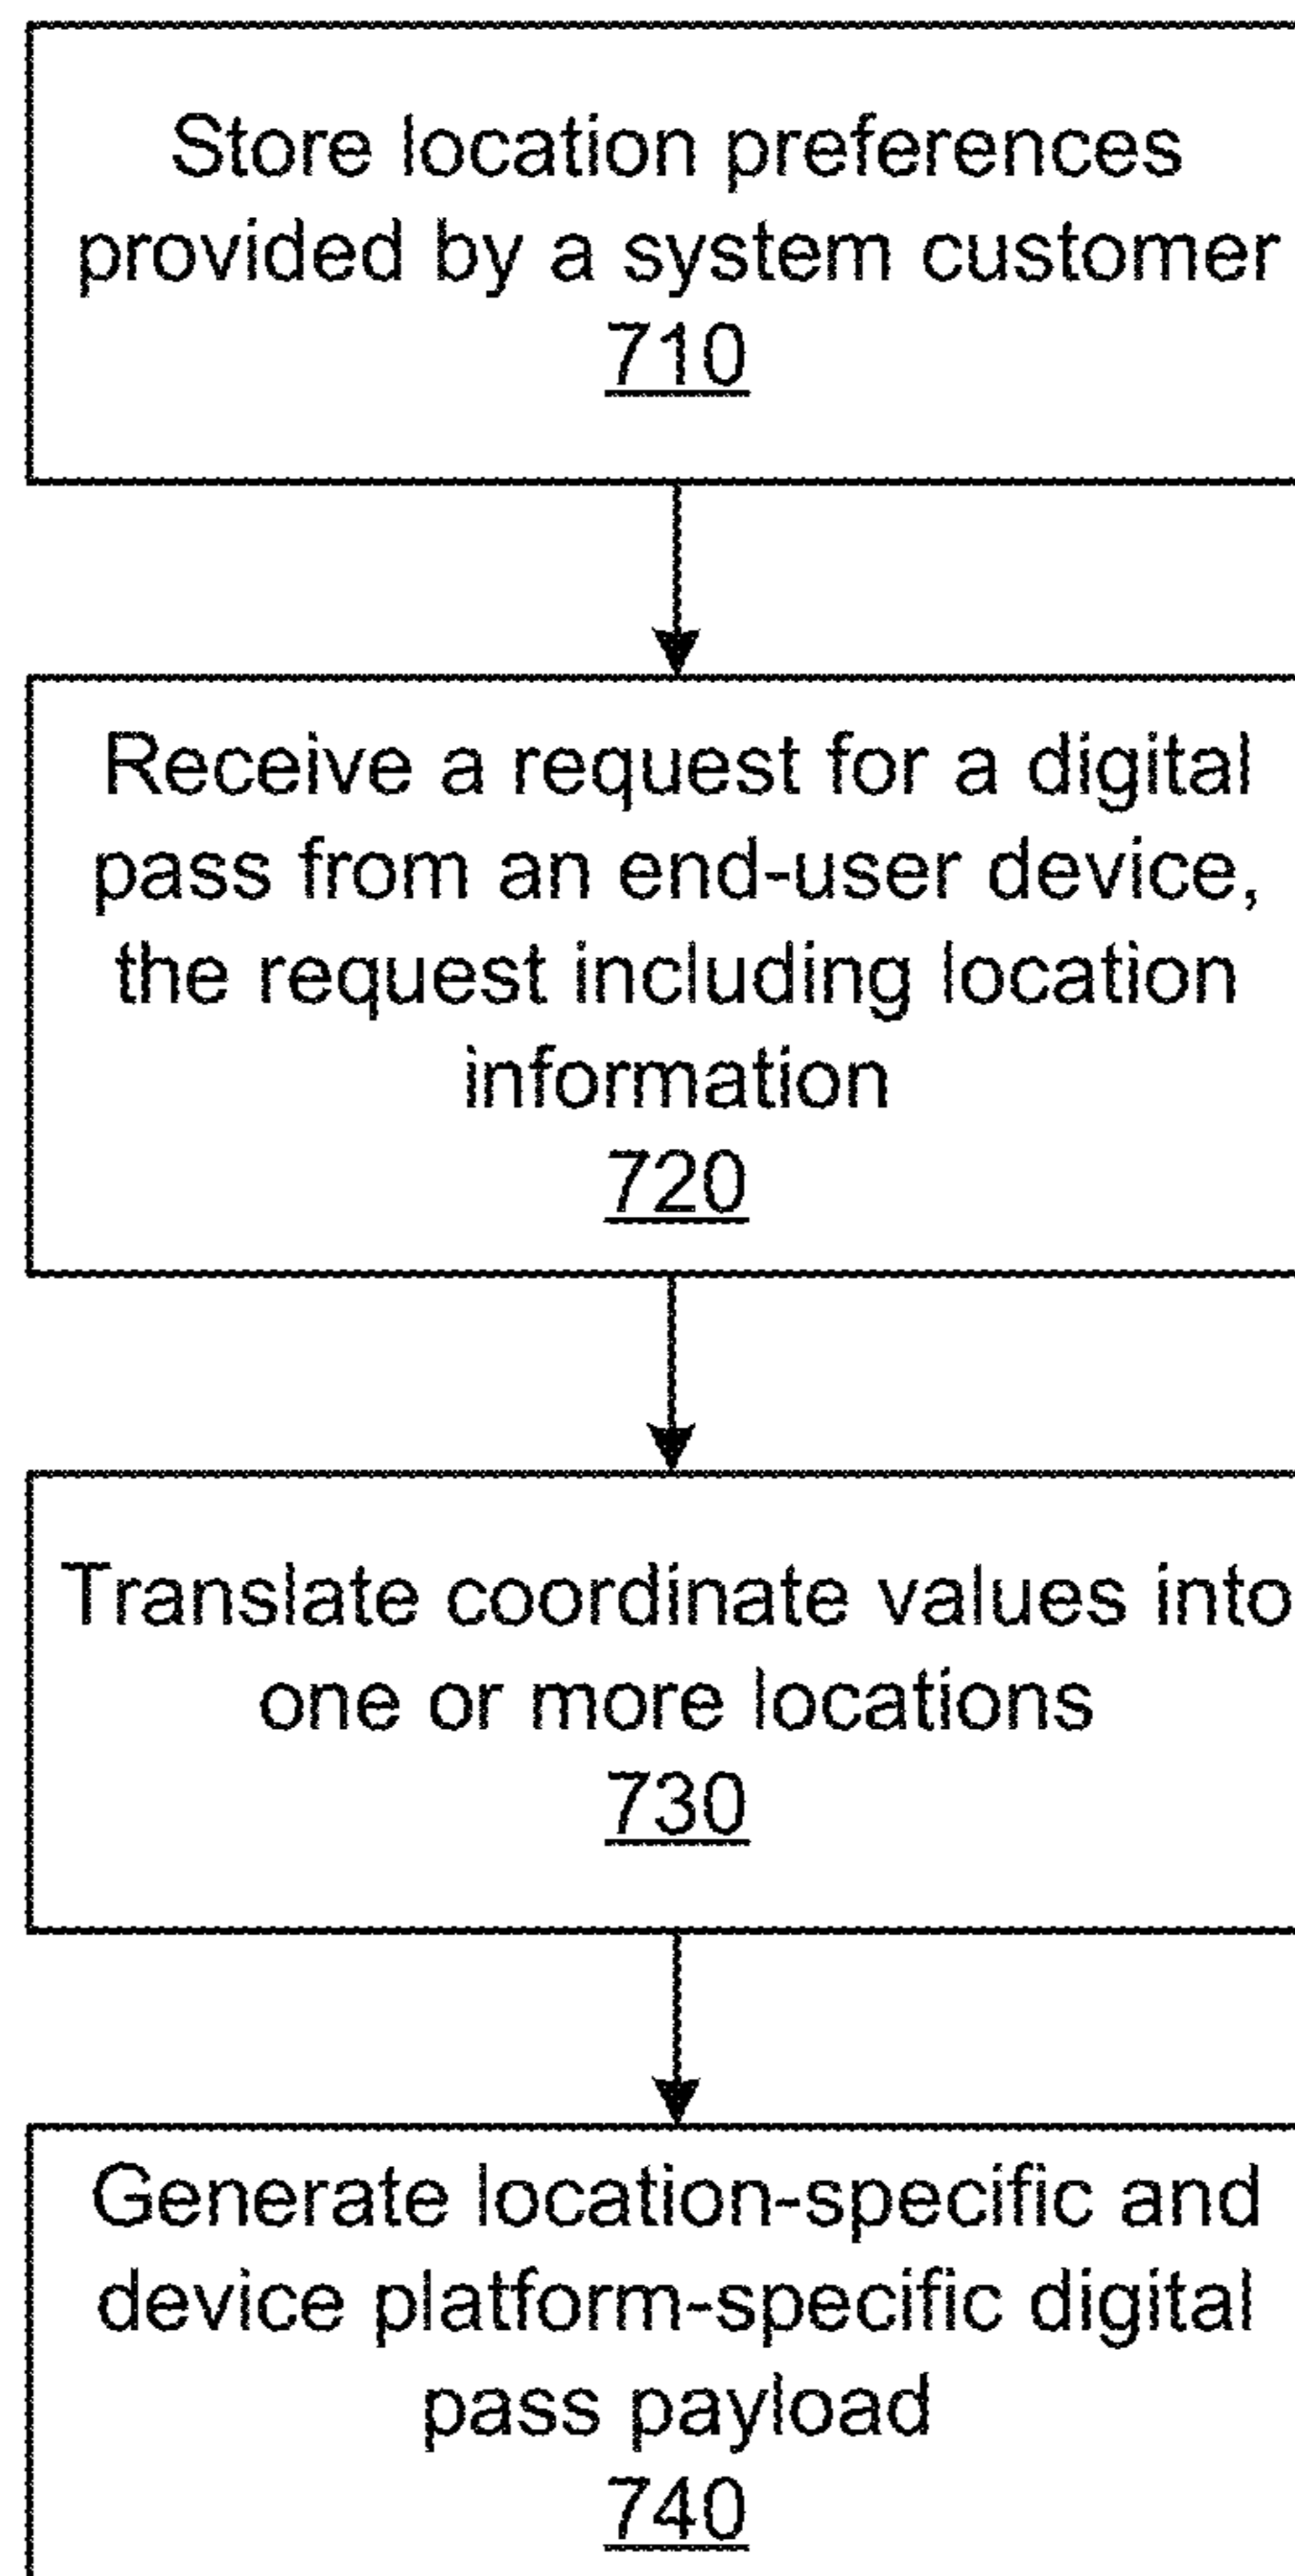 Store location preferences
provided by a system customer
710
Receive a request for a digital
pass from an end-user device,
the request including location
information
720
Translate coordinate values into
one or more locations
730
Generate location-specific and
device platform-specific digital
pass payload
740